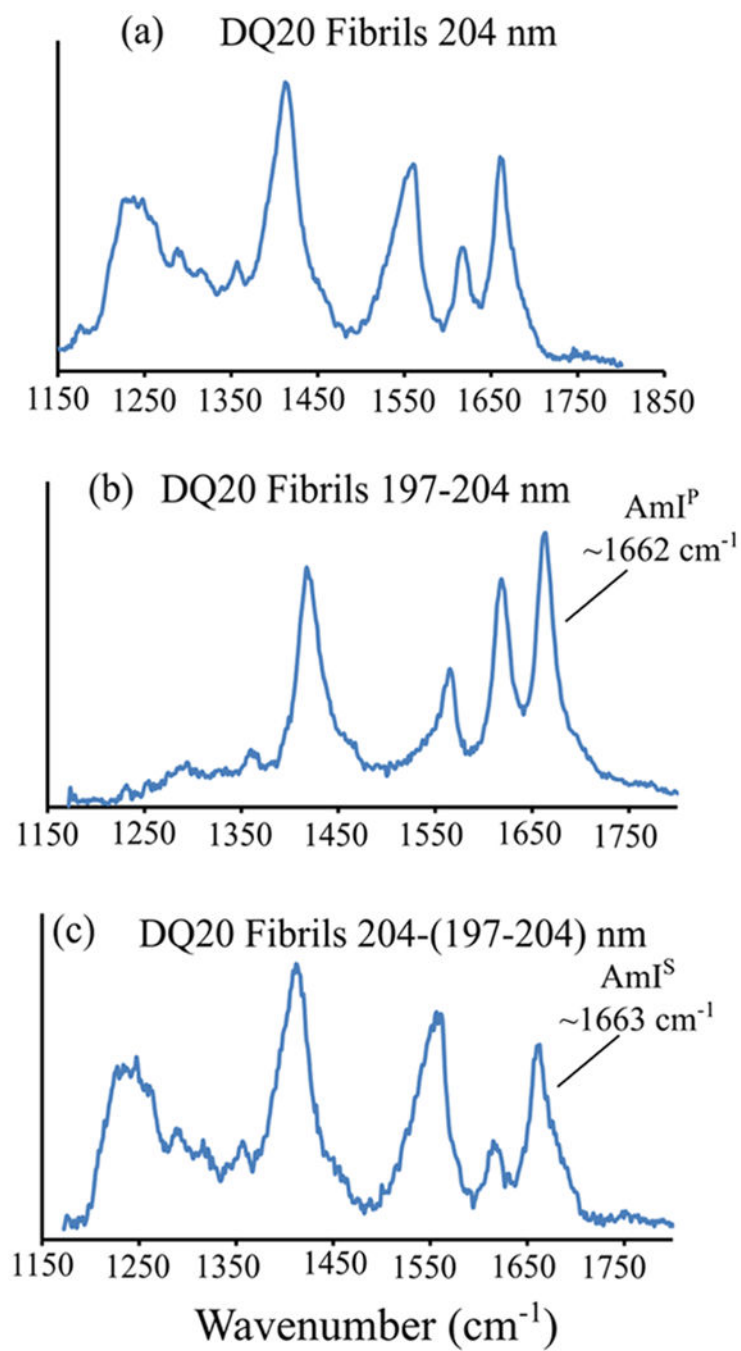 (a) DQ20 Fibrils 204 nm
1150 1250 1350 1450 1550 1650 1750 1850
(b) DQ20 Fibrils 197-204 nm
AmIᴾ
~1662 cm⁻¹
1150 1250 1350 1450 1550 1650 1750
(c) DQ20 Fibrils 204-(197-204) nm
AmIˢ
~1663 cm⁻¹
1150 1250 1350 1450 1550 1650 1750
Wavenumber (cm⁻¹)